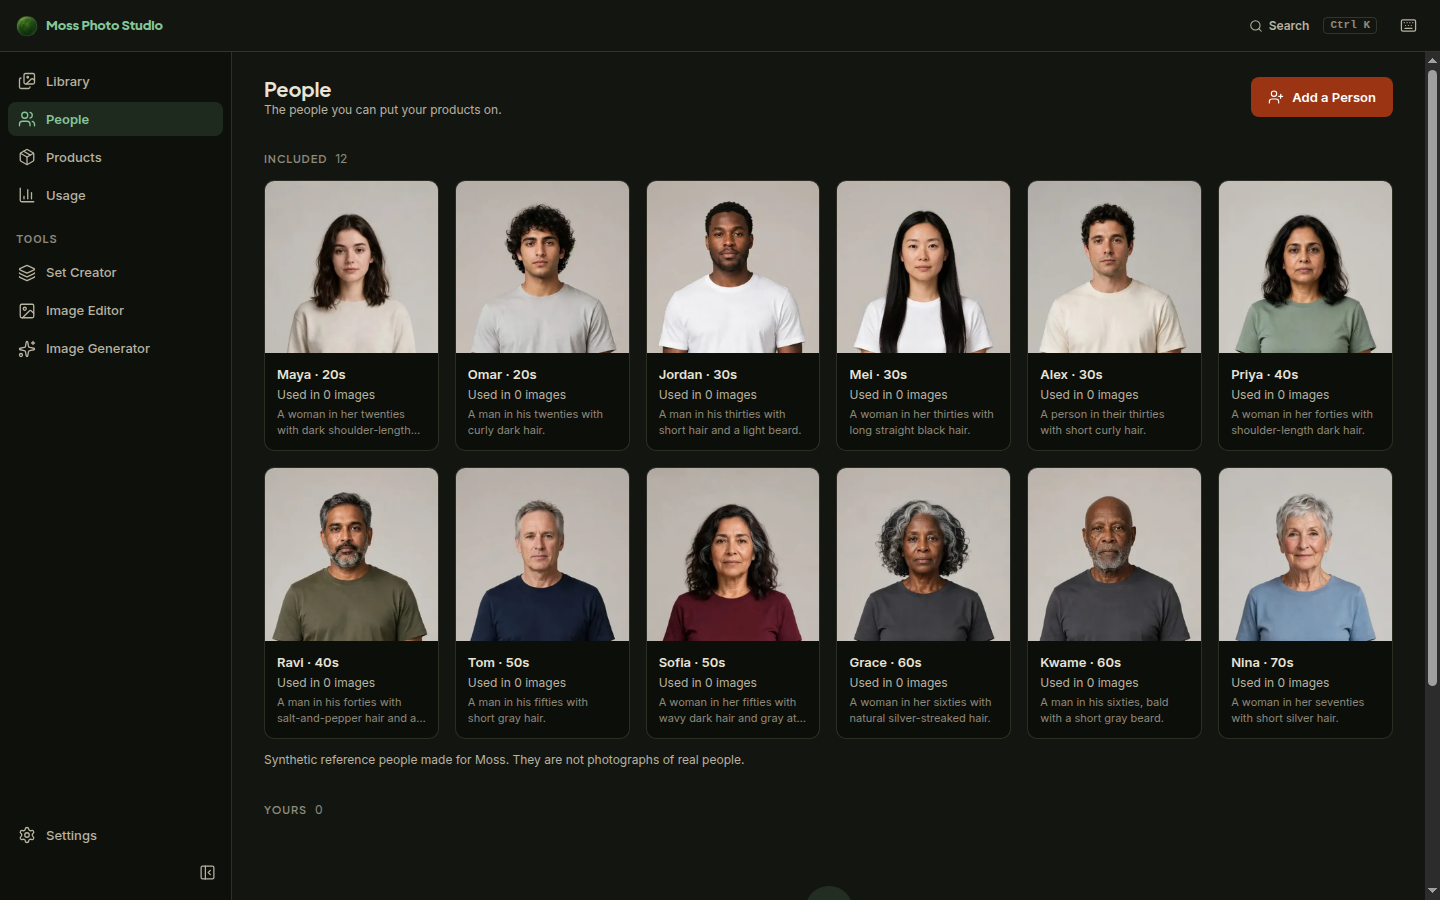 Moss Photo Studio
Search
Ctrl K
Library
People
Products
Usage
TOOLS
Set Creator
Image Editor
Image Generator
Settings
People
The people you can put your products on.
Add a Person
INCLUDED 12
Maya · 20s
Used in 0 images
A woman in her twenties
with dark shoulder-length...
Omar · 20s
Used in 0 images
A man in his twenties with
curly dark hair.
Jordan · 30s
Used in 0 images
A man in his thirties with
short hair and a light beard.
Mei · 30s
Used in 0 images
A woman in her thirties with
long straight black hair.
Alex · 30s
Used in 0 images
A person in their thirties
with short curly hair.
Priya · 40s
Used in 0 images
A woman in her forties with
shoulder-length dark hair.
Ravi · 40s
Used in 0 images
A man in his forties with
salt-and-pepper hair and a...
Tom · 50s
Used in 0 images
A man in his fifties with
short gray hair.
Sofia · 50s
Used in 0 images
A woman in her fifties with
wavy dark hair and gray at...
Grace · 60s
Used in 0 images
A woman in her sixties with
natural silver-streaked hair.
Kwame · 60s
Used in 0 images
A man in his sixties, bald
with a short gray beard.
Nina · 70s
Used in 0 images
A woman in her seventies
with short silver hair.
Synthetic reference people made for Moss. They are not photographs of real people.
YOURS 0